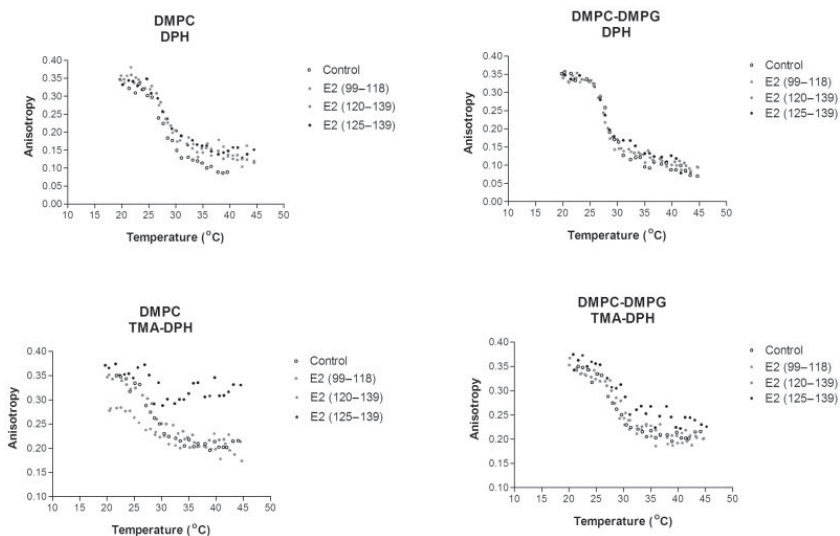 DMPC
DPH
Anisotropy
0.40
0.35
0.30
0.25
0.20
0.15
0.10
0.05
0.00
10 15 20 25 30 35 40 45 50
Temperature (°C)
Control
E2 (99–118)
E2 (120–139)
E2 (125–139)
DMPC-DMPG
DPH
Anisotropy
0.40
0.35
0.30
0.25
0.20
0.15
0.10
0.05
0.00
10 15 20 25 30 35 40 45 50
Temperature (°C)
Control
E2 (99–118)
E2 (120–139)
E2 (125–139)
DMPC
TMA-DPH
Anisotropy
0.40
0.35
0.30
0.25
0.20
0.15
0.10
10 15 20 25 30 35 40 45 50
Temperature (°C)
Control
E2 (99–118)
E2 (120–139)
E2 (125–139)
DMPC-DMPG
TMA-DPH
Anisotropy
0.40
0.35
0.30
0.25
0.20
0.15
0.10
10 15 20 25 30 35 40 45 50
Temperature (°C)
Control
E2 (99–118)
E2 (120–139)
E2 (125–139)